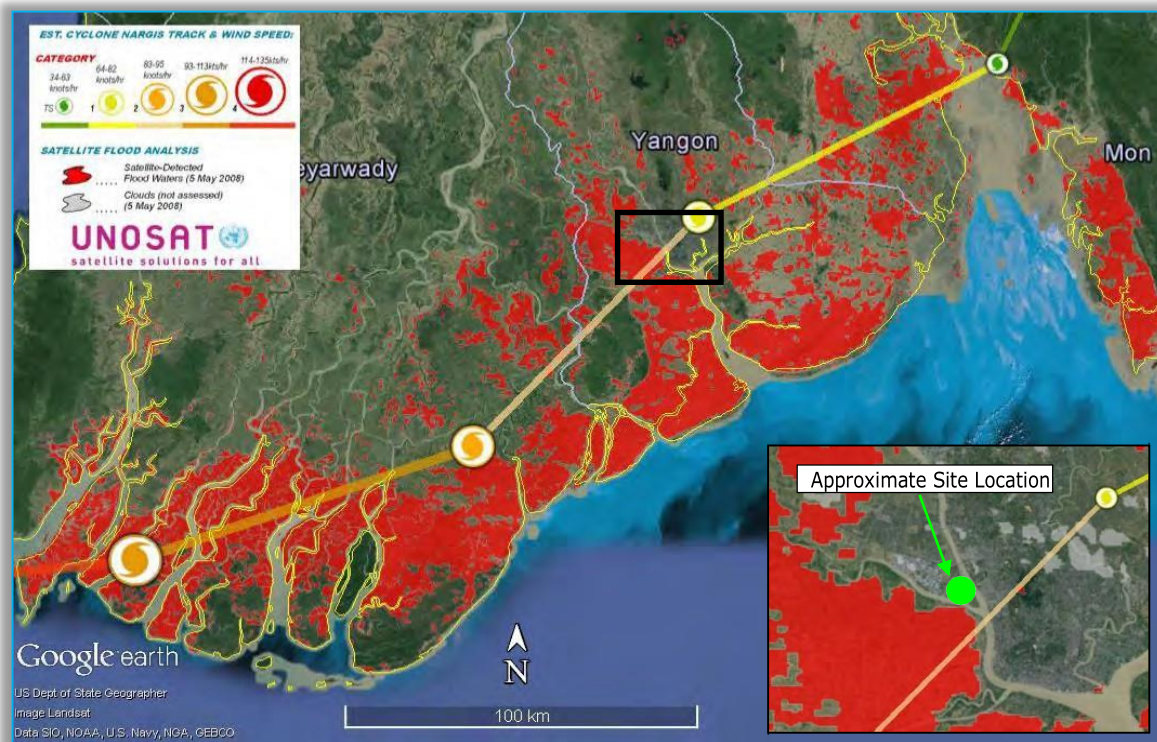 EST. CYCLONE NARGIS TRACK & WIND SPEED:
CATEGORY
34-63 knots/hr
64-82 knots/hr
83-95 knots/hr
93-113kts/hr
114-135kts/hr
TS 1 2 3 4
SATELLITE FLOOD ANALYSIS
..... Satellite-Detected
Flood Waters (5 May 2008)
..... Clouds (not assessed)
(5 May 2008)
UNOSAT
satellite solutions for all
eyarwady
Yangon
Mon
Approximate Site Location
N
100 km
Google earth
US Dept of State Geographer
Image Landsat
Data SIO, NOAA, U.S. Navy, NGA, GEBCO